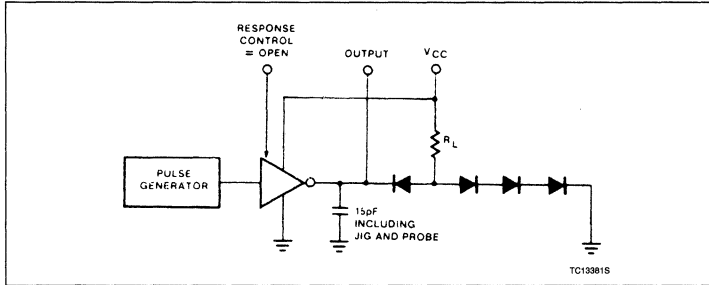 RESPONSE
CONTROL
= OPEN
OUTPUT
VCC
RL
PULSE
GENERATOR
15pF
INCLUDING
JIG AND PROBE
TC13381S